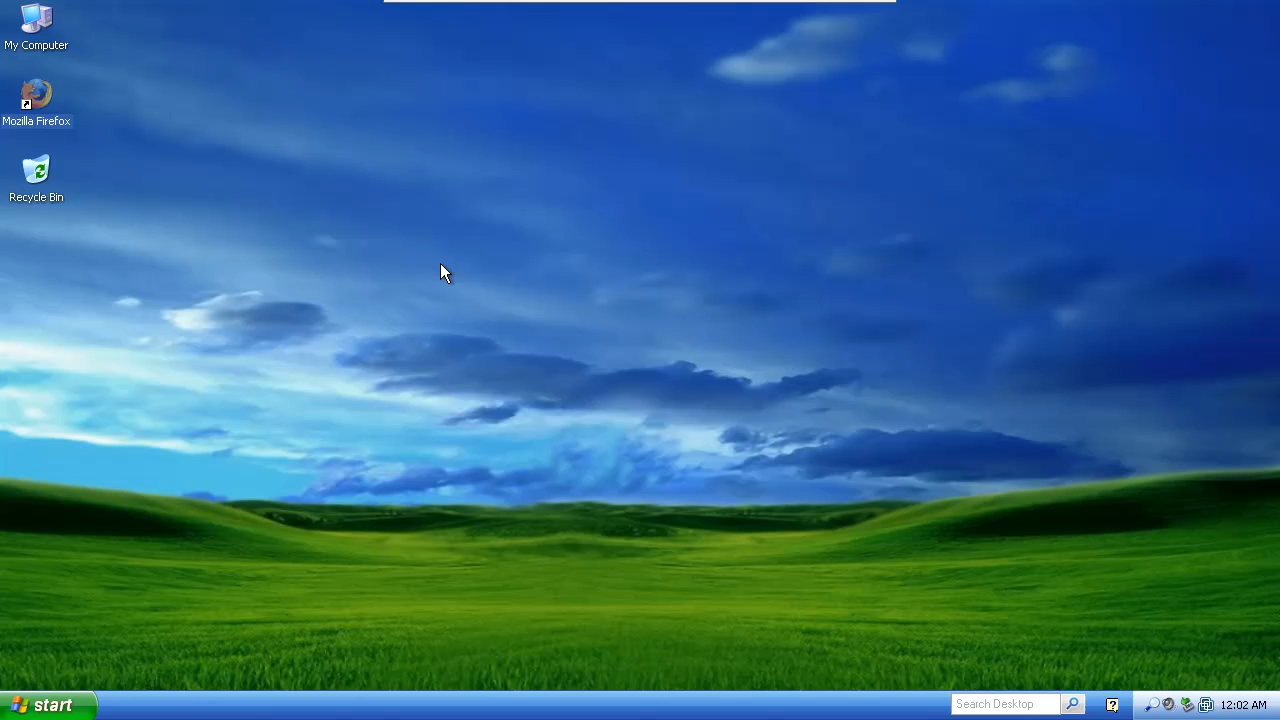 My Computer
Mozilla Firefox
Recycle Bin
start
Search Desktop
12:02 AM